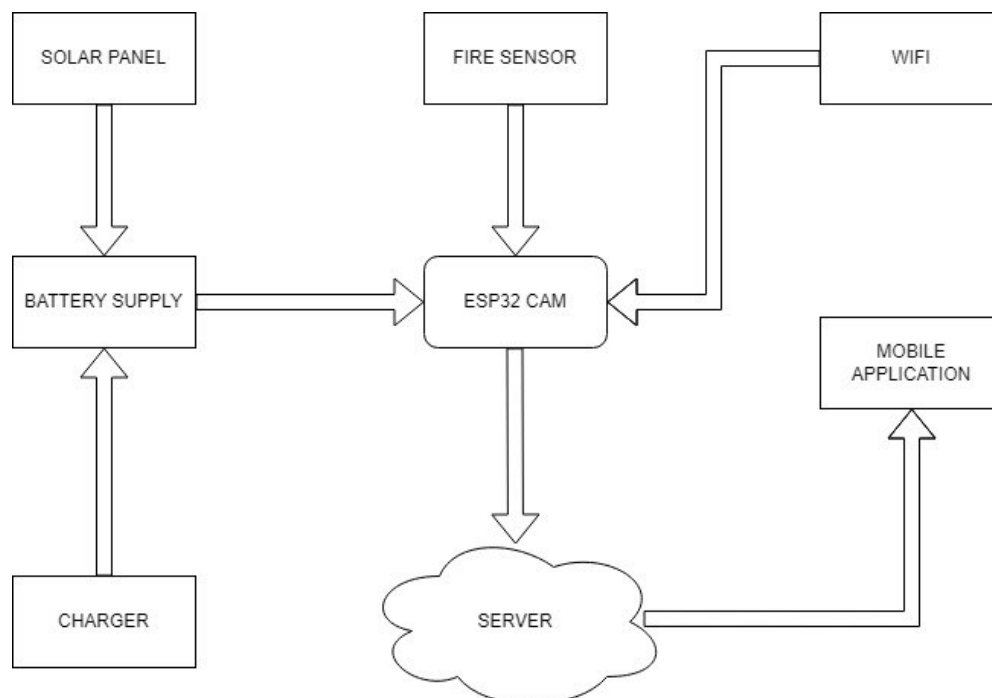 SOLAR PANEL
FIRE SENSOR
WIFI
BATTERY SUPPLY
ESP32 CAM
MOBILE
APPLICATION
CHARGER
SERVER